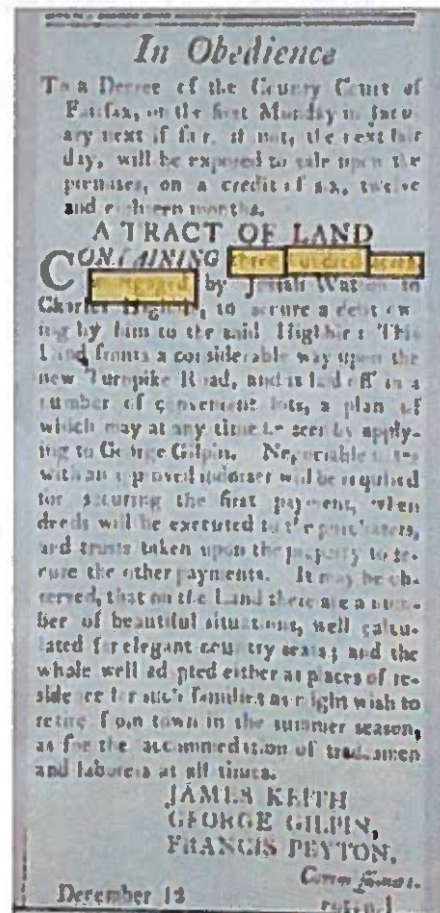 In Obedience
To a Decree of the County Court of
Fairfax, on the first Monday in Janu-
ary next if fair, if not, the next fair
day, will be exposed to sale upon the
premises, on a credit of six, twelve
and eighteen months.
A TRACT OF LAND
CONTAINING three hundred acres,
mortgaged by Josiah Watson to
Charles to secure a debt ow
ing by him to the said This
Land fronts a considerable way upon the
new Turnpike Road, and is laid off in a
number of convenient lots, a plan of
which may at any time be seen by apply-
ing to George Gilpin. Negotiable notes
with an approved indorser will be required
for securing the first payment, when
deeds will be executed to the purchasers,
and trusts taken upon the property to se-
cure the other payments. It may be ob-
served, that on the Land there are a num-
ber of beautiful situations, well calcu-
lated for elegant country seats; and the
whole well adapted either as places of re-
sidence for such families as might wish to
retire from town in the summer season,
as for the accommedation of tradesmen
and laborers at all times.
JAMES KEITH
GEORGE GILPIN,
FRANCIS PEYTON,
December 12